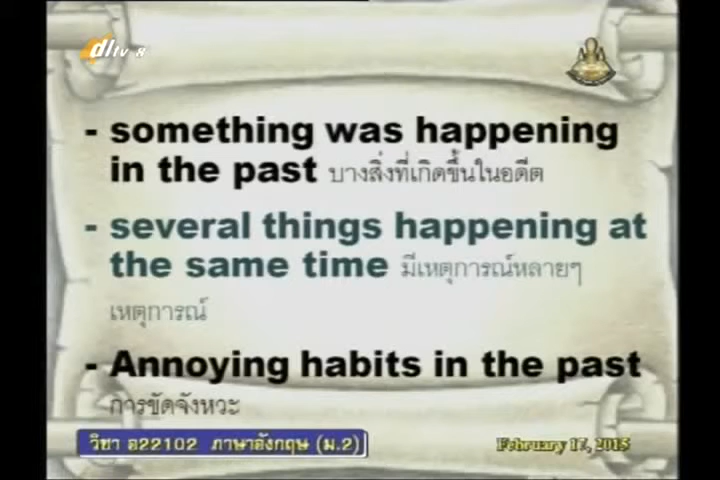 dltv 8
- something was happening
in the past บางสิ่งที่เกิดขึ้นในอดีต
- several things happening at
the same time มีเหตุการณ์หลายๆ
เหตุการณ์
- Annoying habits in the past
การขัดจังหวะ
วิชา อ22102 ภาษาอังกฤษ (ม.2)
February 17, 2015